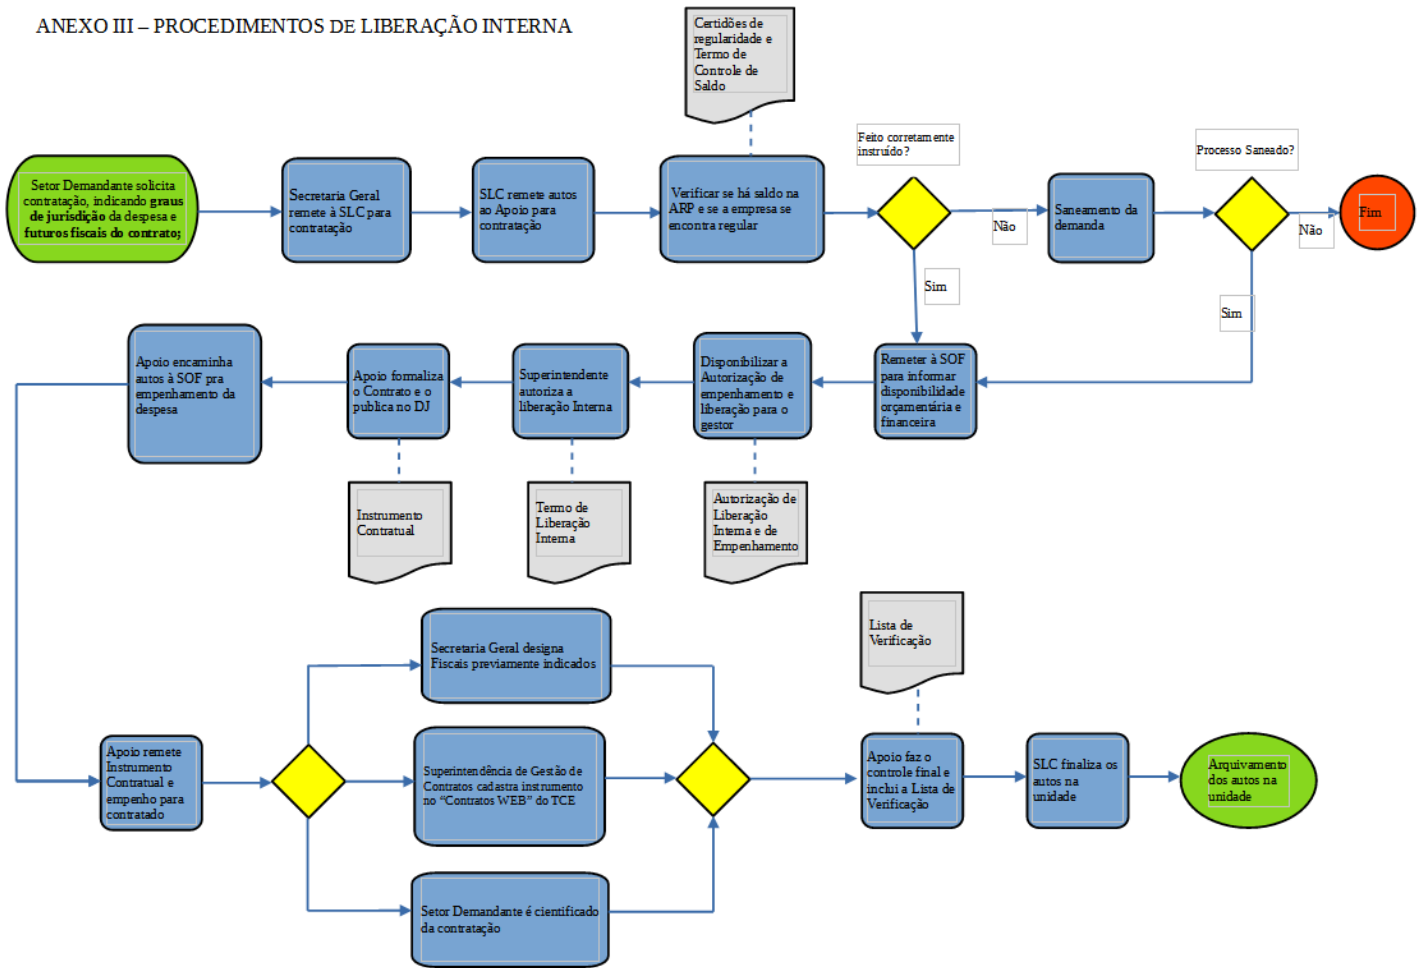 ANEXO III – PROCEDIMENTOS DE LIBERAÇÃO INTERNA
Certidões de
regularidade e
Termo de
Controle de
Saldo
Feito corretamente
instruído?
Processo Saneado?
Setor Demandante solicita
contratação, indicando graus
de jurisdição da despesa e
futuros fiscais do contrato;
Secretaria Geral
remete à SLC para
contratação
SLC remete autos
ao Apoio para
contratação
Verificar se há saldo na
ARP e se a empresa se
encontra regular
Não
Saneamento da
demanda
Não
Fim
Sim
Sim
Apoio encaminha
autos à SOF pra
empenhamento da
despesa
Apoio formaliza
o Contrato e o
publica no DJ
Superintendente
autoriza a
liberação Interna
Disponibilizar a
Autorização de
empenhamento e
liberação para o
gestor
Remeter à SOF
para informar
disponibilidade
orçamentária e
financeira
Instrumento
Contratual
Termo de
Liberação
Interna
Autorização de
Liberação
Interna e de
Empenhamento
Secretaria Geral designa
Fiscais previamente indicados
Lista de
Verificação
Apoio remete
Instrumento
Contratual e
empenho para
contratado
Superintendência de Gestão de
Contratos cadastra instrumento
no “Contratos WEB” do TCE
Apoio faz o
controle final e
inclui a Lista de
Verificação
SLC finaliza os
autos na
unidade
Arquivamento
dos autos na
unidade
Setor Demandante é cientificado
da contratação